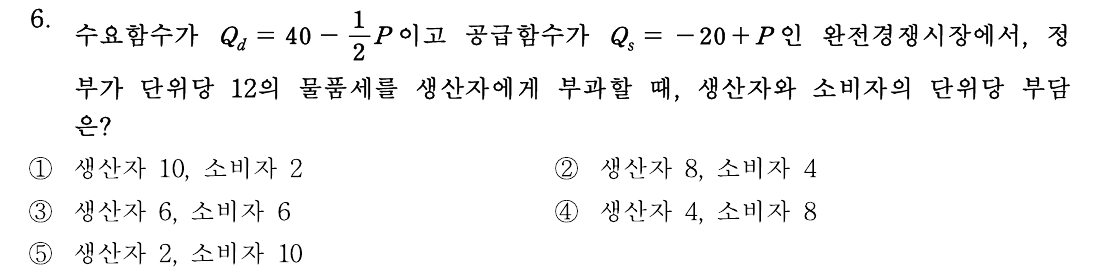 6. 수요함수가 Q_d = 40 − 1/2 P이고 공급함수가 Q_s = −20 + P인 완전경쟁시장에서, 정
부가 단위당 12의 물품세를 생산자에게 부과할 때, 생산자와 소비자의 단위당 부담
은?
① 생산자 10, 소비자 2 ② 생산자 8, 소비자 4
③ 생산자 6, 소비자 6 ④ 생산자 4, 소비자 8
⑤ 생산자 2, 소비자 10